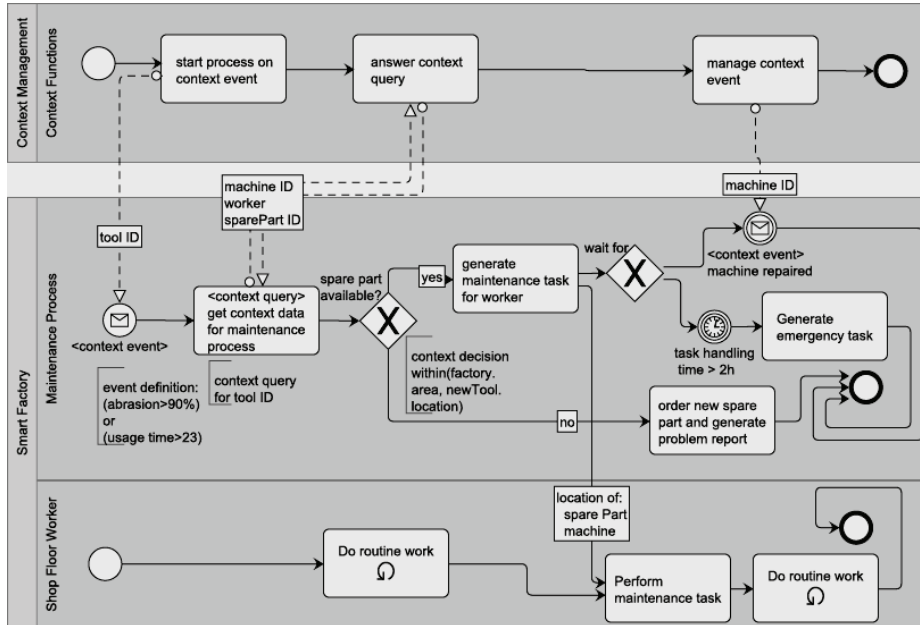 Context Management
Context Functions
start process on
context event
answer context
query
manage context
event
machine ID
worker
sparePart ID
machine ID
tool ID
Smart Factory
Maintenance Process
<context event>
event definition:
(abrasion>90%)
or
(usage time>23)
<context query>
get context data
for maintenance
process
context query
for tool ID
spare part
available?
yes
context decision
within(factory.
area, newTool.
location)
no
generate
maintenance task
for worker
wait for
<context event>
machine repaired
task handling
time > 2h
Generate
emergency task
order new spare
part and generate
problem report
location of:
spare Part
machine
Shop Floor Worker
Do routine work
Perform
maintenance task
Do routine work